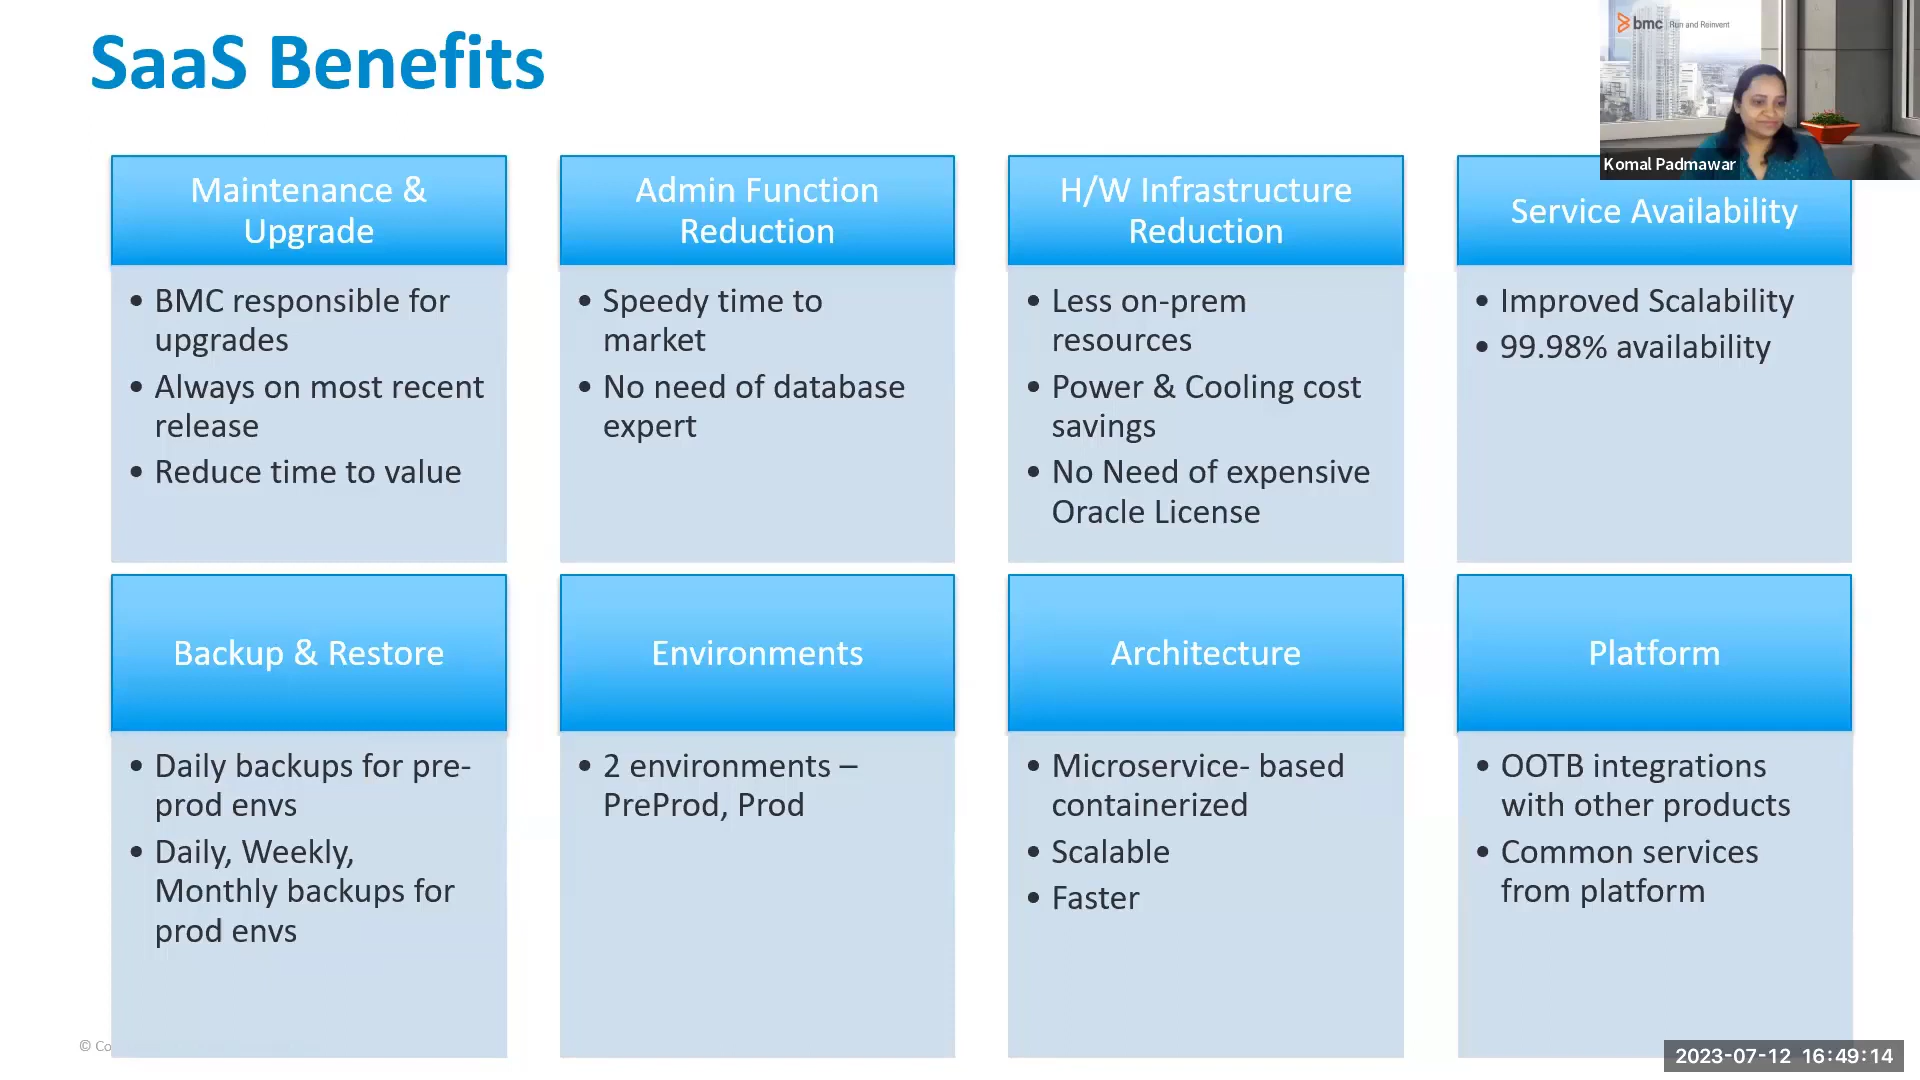 SaaS Benefits
bmc Run and Reinvent
Komal Padmawar
Maintenance &
Upgrade
• BMC responsible for
upgrades
• Always on most recent
release
• Reduce time to value
Admin Function
Reduction
• Speedy time to
market
• No need of database
expert
H/W Infrastructure
Reduction
• Less on-prem
resources
• Power & Cooling cost
savings
• No Need of expensive
Oracle License
Service Availability
• Improved Scalability
• 99.98% availability
Backup & Restore
• Daily backups for pre-
prod envs
• Daily, Weekly,
Monthly backups for
prod envs
Environments
• 2 environments –
PreProd, Prod
Architecture
• Microservice- based
containerized
• Scalable
• Faster
Platform
• OOTB integrations
with other products
• Common services
from platform
© Co
2023-07-12 16:49:14